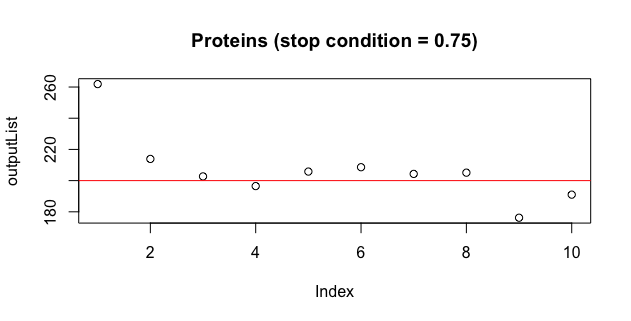 Proteins (stop condition = 0.75)
outputList
260
220
180
2 4 6 8 10
Index